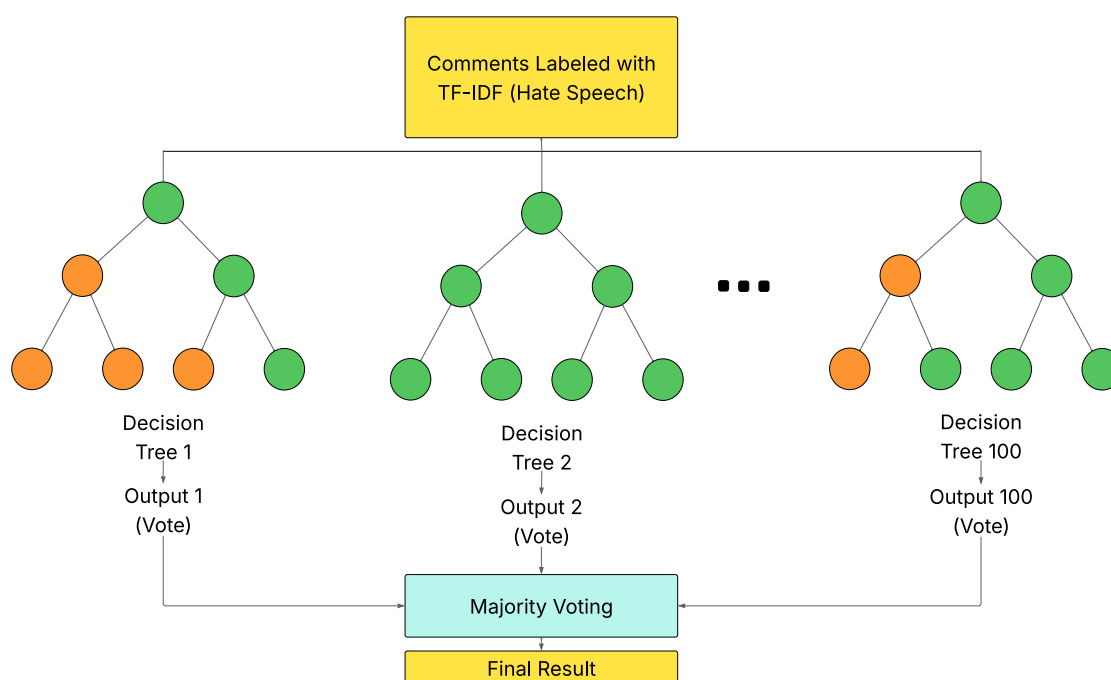 Comments Labeled with
TF-IDF (Hate Speech)
Decision
Tree 1
Output 1
(Vote)
Decision
Tree 2
Output 2
(Vote)
Decision
Tree 100
Output 100
(Vote)
Majority Voting
Final Result